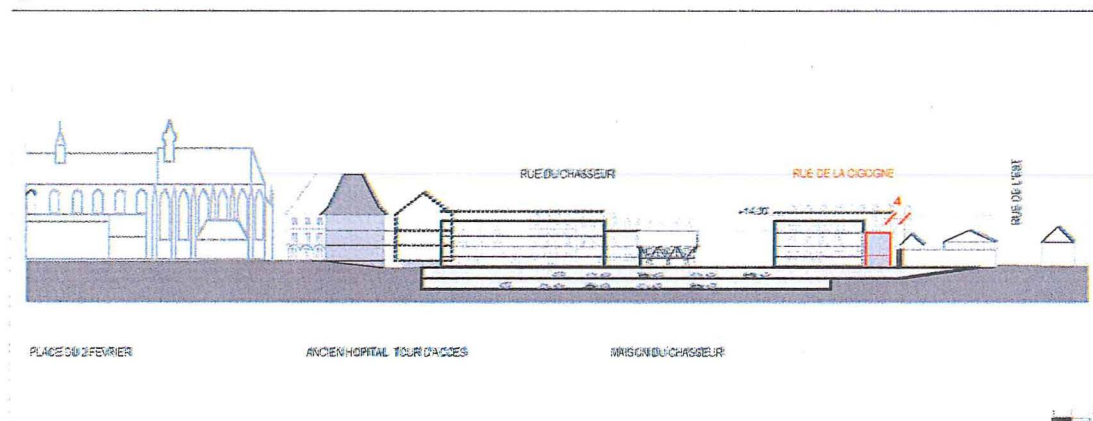 RUE DU CHASSEUR
RUE DE LA CIGOGNE
RUE DE L'EST
4
+14.00
PLACE DU 2 FEVRIER
ANCIEN HOPITAL TOUR D'ACCES
MAISON DU CHASSEUR